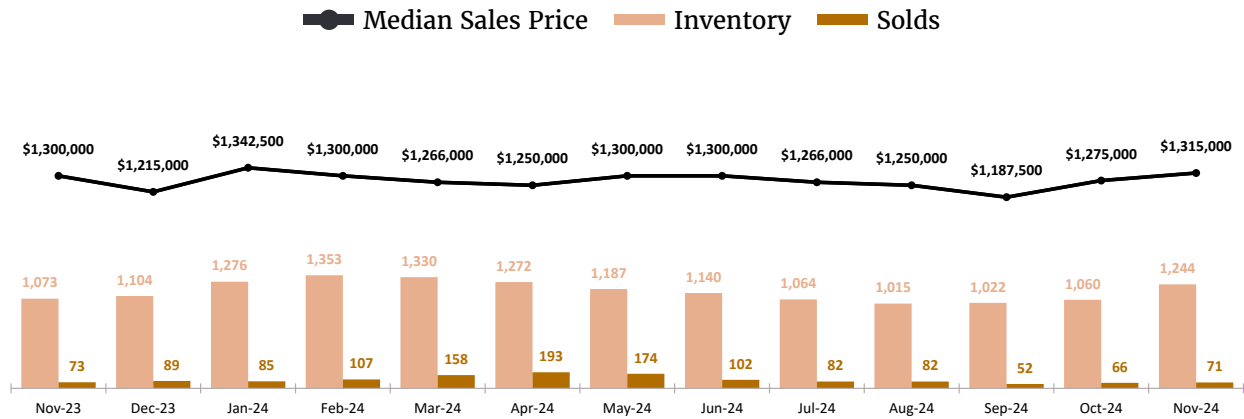 Median Sales Price Inventory Solds
$1,300,000 $1,215,000 $1,342,500 $1,300,000 $1,266,000 $1,250,000 $1,300,000 $1,300,000 $1,266,000 $1,250,000 $1,187,500 $1,275,000 $1,315,000
1,073 1,104 1,276 1,353 1,330 1,272 1,187 1,140 1,064 1,015 1,022 1,060 1,244
73 89 85 107 158 193 174 102 82 82 52 66 71
Nov-23 Dec-23 Jan-24 Feb-24 Mar-24 Apr-24 May-24 Jun-24 Jul-24 Aug-24 Sep-24 Oct-24 Nov-24